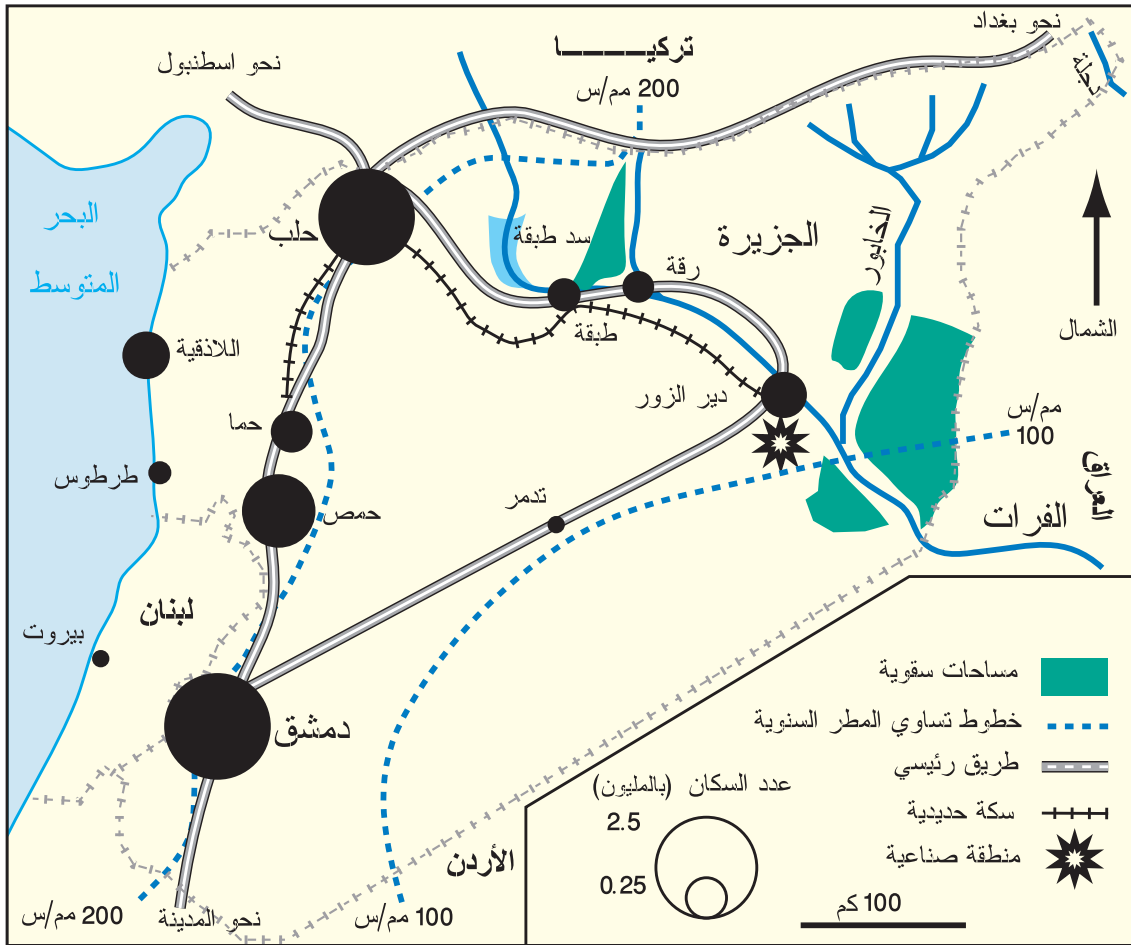 نحو بغداد
تركيـــــــا
دجلة
نحو اسطنبول
200 مم/س
البحر
المتوسط
حلب
سد طبقة
الجزيرة
الخابور
رقة
الشمال
طبقة
اللاذقية
دير الزور
حما
مم/س
100
طرطوس
العراق
حمص
تدمر
الفرات
لبنان
بيروت
دمشق
الأردن
200 مم/س
نحو المدينة
100 مم/س
مساحات سقوية
خطوط تساوي المطر السنوية
طريق رئيسي
سكة حديدية
منطقة صناعية
عدد السكان (بالمليون)
2.5
0.25
100 كم